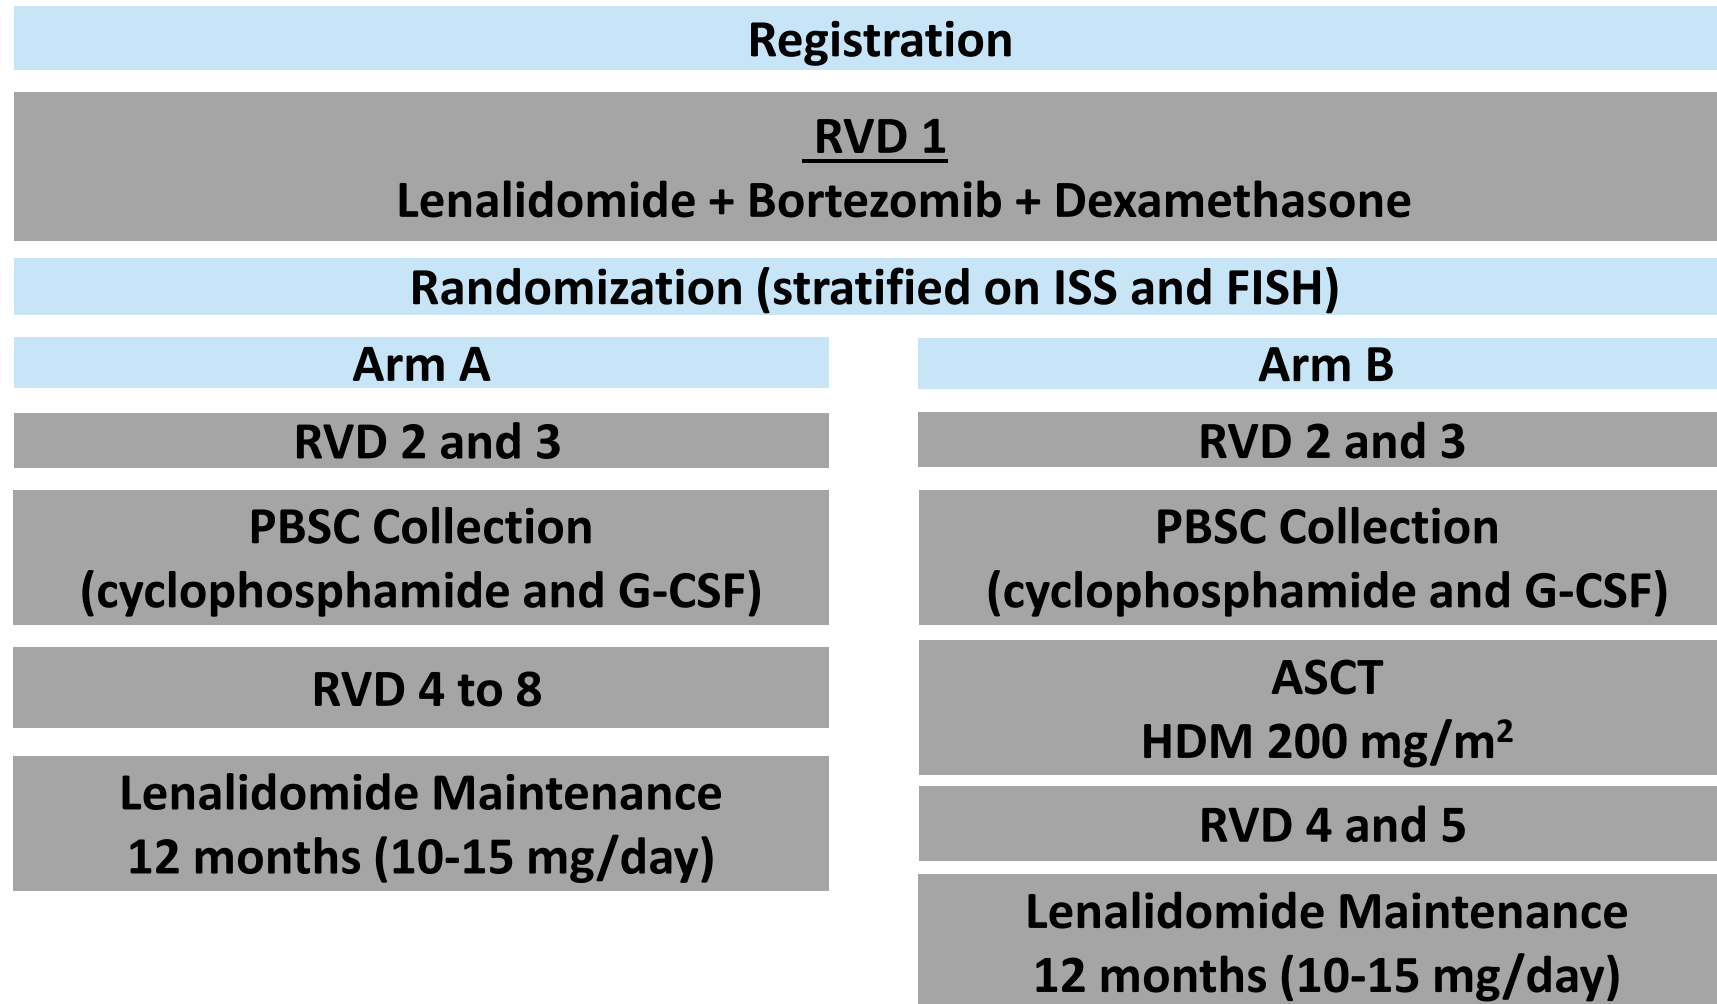 Registration
RVD 1
Lenalidomide + Bortezomib + Dexamethasone
Randomization (stratified on ISS and FISH)
Arm A
RVD 2 and 3
PBSC Collection
(cyclophosphamide and G-CSF)
RVD 4 to 8
Lenalidomide Maintenance
12 months (10-15 mg/day)
Arm B
RVD 2 and 3
PBSC Collection
(cyclophosphamide and G-CSF)
ASCT
HDM 200 mg/m²
RVD 4 and 5
Lenalidomide Maintenance
12 months (10-15 mg/day)